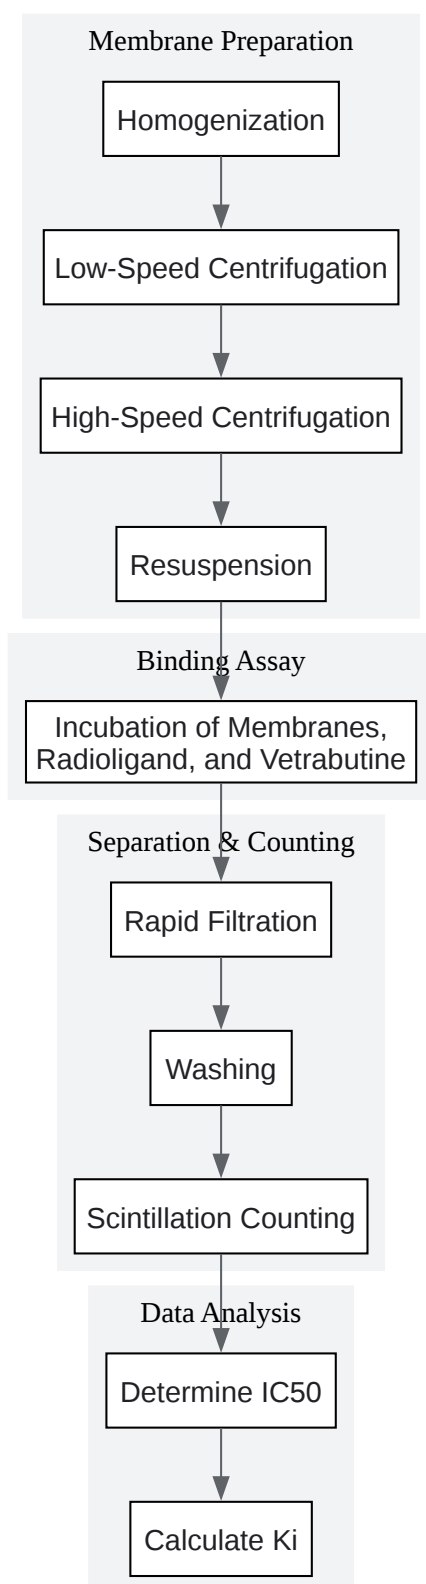 Membrane Preparation
Homogenization
Low-Speed Centrifugation
High-Speed Centrifugation
Resuspension
Binding Assay
Incubation of Membranes,
Radioligand, and Vetrabutine
Separation & Counting
Rapid Filtration
Washing
Scintillation Counting
Data Analysis
Determine IC50
Calculate Ki